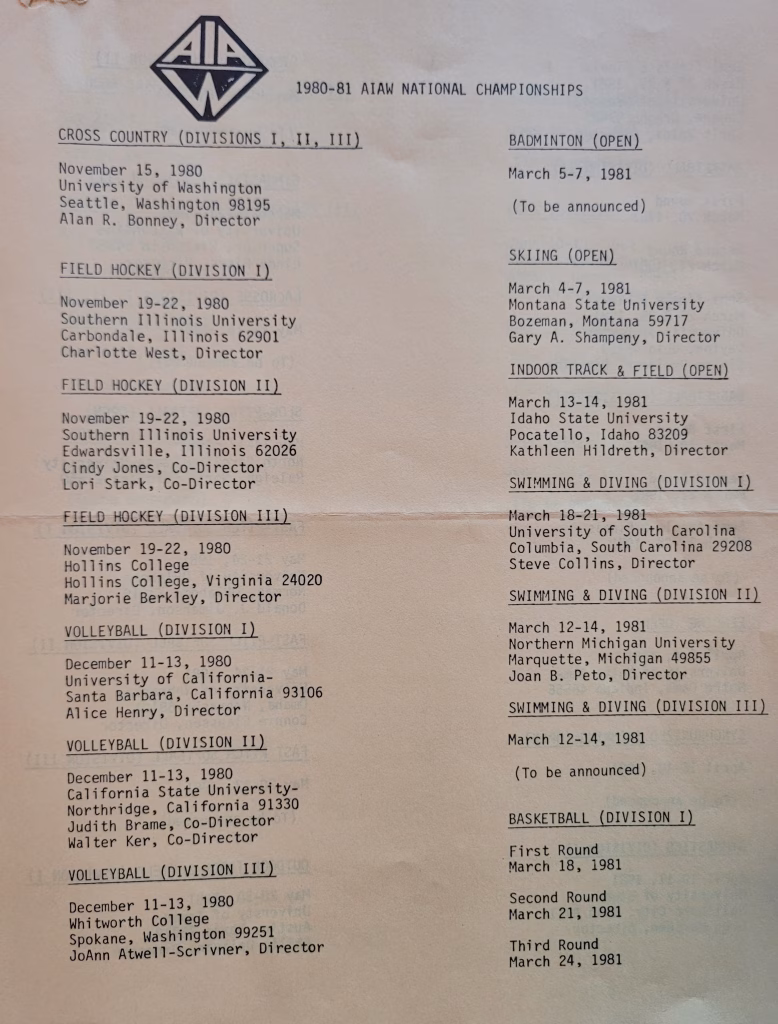 AIAW
1980-81 AIAW NATIONAL CHAMPIONSHIPS
CROSS COUNTRY (DIVISIONS I, II, III)
November 15, 1980
University of Washington
Seattle, Washington 98195
Alan R. Bonney, Director
FIELD HOCKEY (DIVISION I)
November 19-22, 1980
Southern Illinois University
Carbondale, Illinois 62901
Charlotte West, Director
FIELD HOCKEY (DIVISION II)
November 19-22, 1980
Southern Illinois University
Edwardsville, Illinois 62026
Cindy Jones, Co-Director
Lori Stark, Co-Director
FIELD HOCKEY (DIVISION III)
November 19-22, 1980
Hollins College
Hollins College, Virginia 24020
Marjorie Berkley, Director
VOLLEYBALL (DIVISION I)
December 11-13, 1980
University of California-
Santa Barbara, California 93106
Alice Henry, Director
VOLLEYBALL (DIVISION II)
December 11-13, 1980
California State University-
Northridge, California 91330
Judith Brame, Co-Director
Walter Ker, Co-Director
VOLLEYBALL (DIVISION III)
December 11-13, 1980
Whitworth College
Spokane, Washington 99251
JoAnn Atwell-Scrivner, Director
BADMINTON (OPEN)
March 5-7, 1981
(To be announced)
SKIING (OPEN)
March 4-7, 1981
Montana State University
Bozeman, Montana 59717
Gary A. Shampeny, Director
INDOOR TRACK & FIELD (OPEN)
March 13-14, 1981
Idaho State University
Pocatello, Idaho 83209
Kathleen Hildreth, Director
SWIMMING & DIVING (DIVISION I)
March 18-21, 1981
University of South Carolina
Columbia, South Carolina 29208
Steve Collins, Director
SWIMMING & DIVING (DIVISION II)
March 12-14, 1981
Northern Michigan University
Marquette, Michigan 49855
Joan B. Peto, Director
SWIMMING & DIVING (DIVISION III)
March 12-14, 1981
(To be announced)
BASKETBALL (DIVISION I)
First Round
March 18, 1981
Second Round
March 21, 1981
Third Round
March 24, 1981